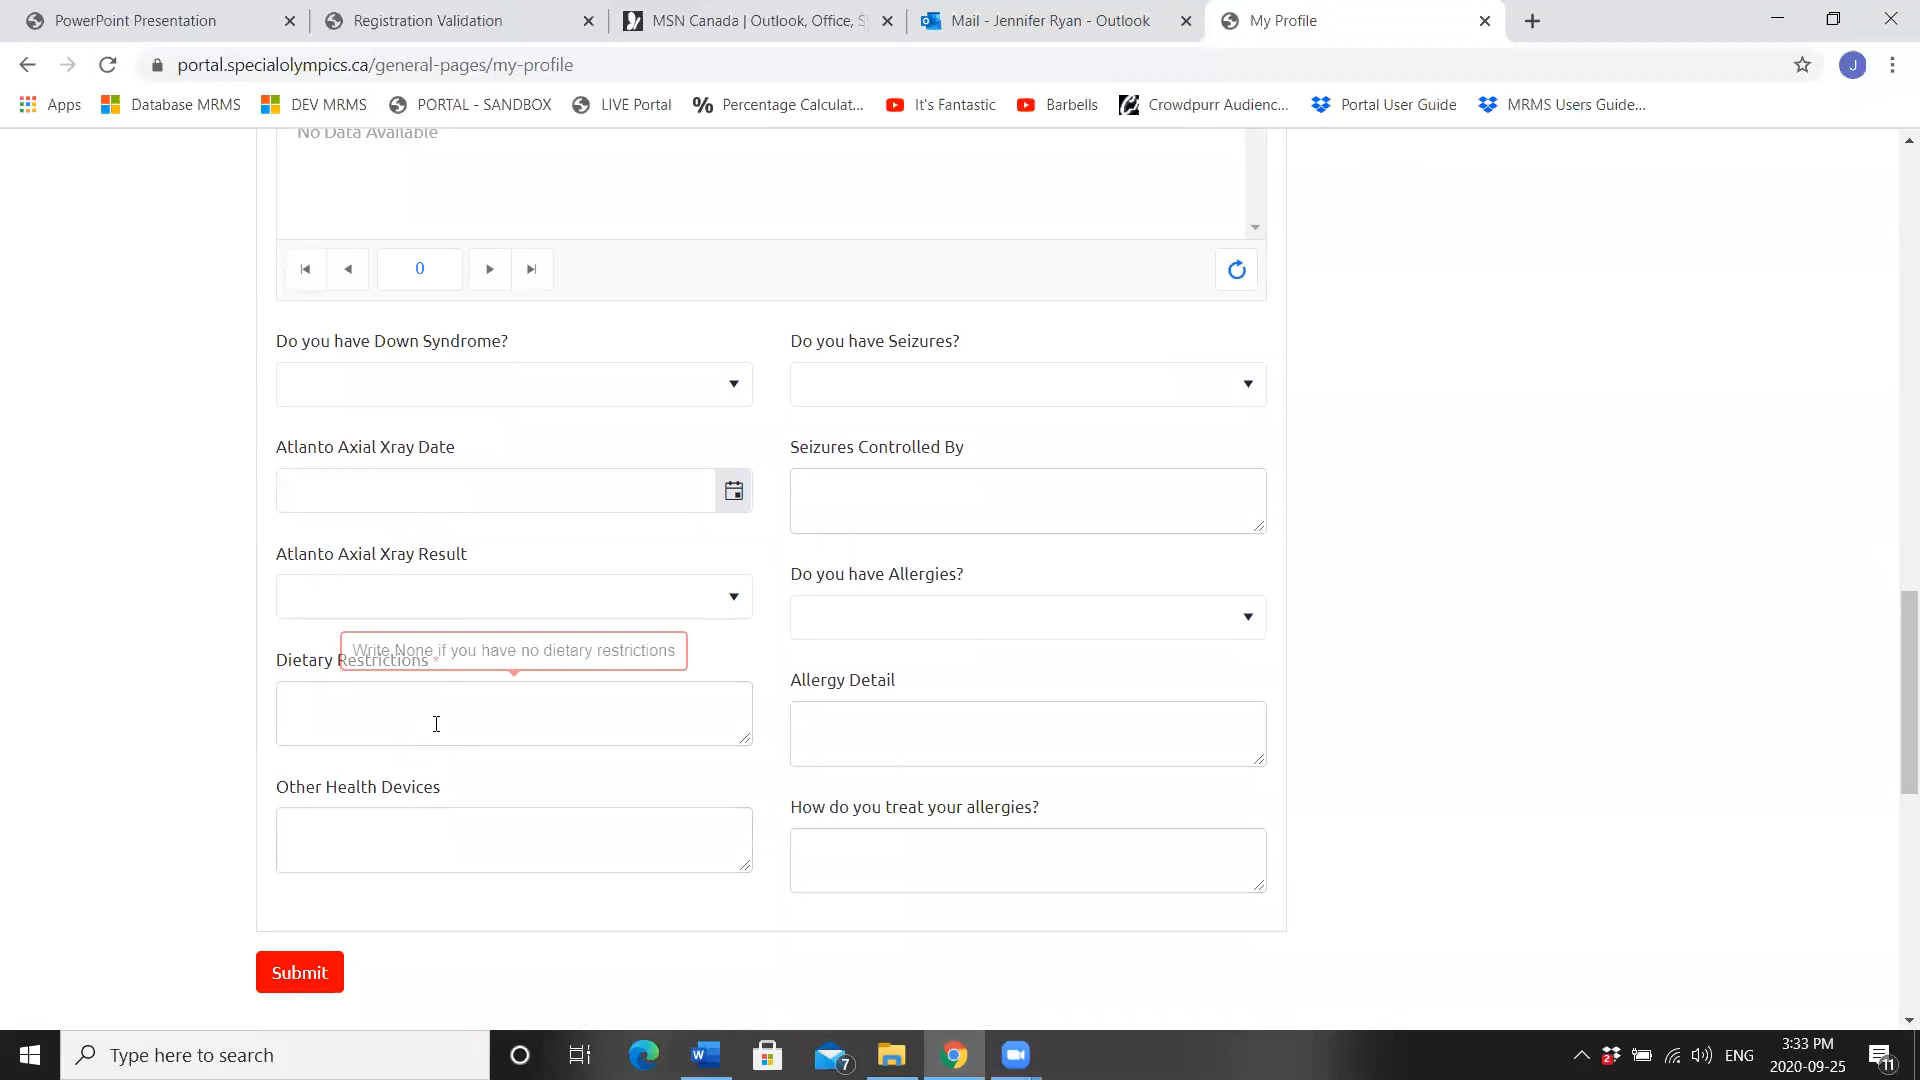 PowerPoint Presentation
Registration Validation
MSN Canada | Outlook, Office, S
Mail - Jennifer Ryan - Outlook
My Profile
portal.specialolympics.ca/general-pages/my-profile
J
Apps
Database MRMS
DEV MRMS
PORTAL - SANDBOX
LIVE Portal
Percentage Calculat...
It's Fantastic
Barbells
Crowdpurr Audienc...
Portal User Guide
MRMS Users Guide...
No Data Available
0
Do you have Down Syndrome?
Do you have Seizures?
Atlanto Axial Xray Date
Seizures Controlled By
Atlanto Axial Xray Result
Do you have Allergies?
Write None if you have no dietary restrictions
Dietary Restrictions *
Allergy Detail
Other Health Devices
How do you treat your allergies?
Submit
Type here to search
7
2
ENG
3:33 PM
2020-09-25
11